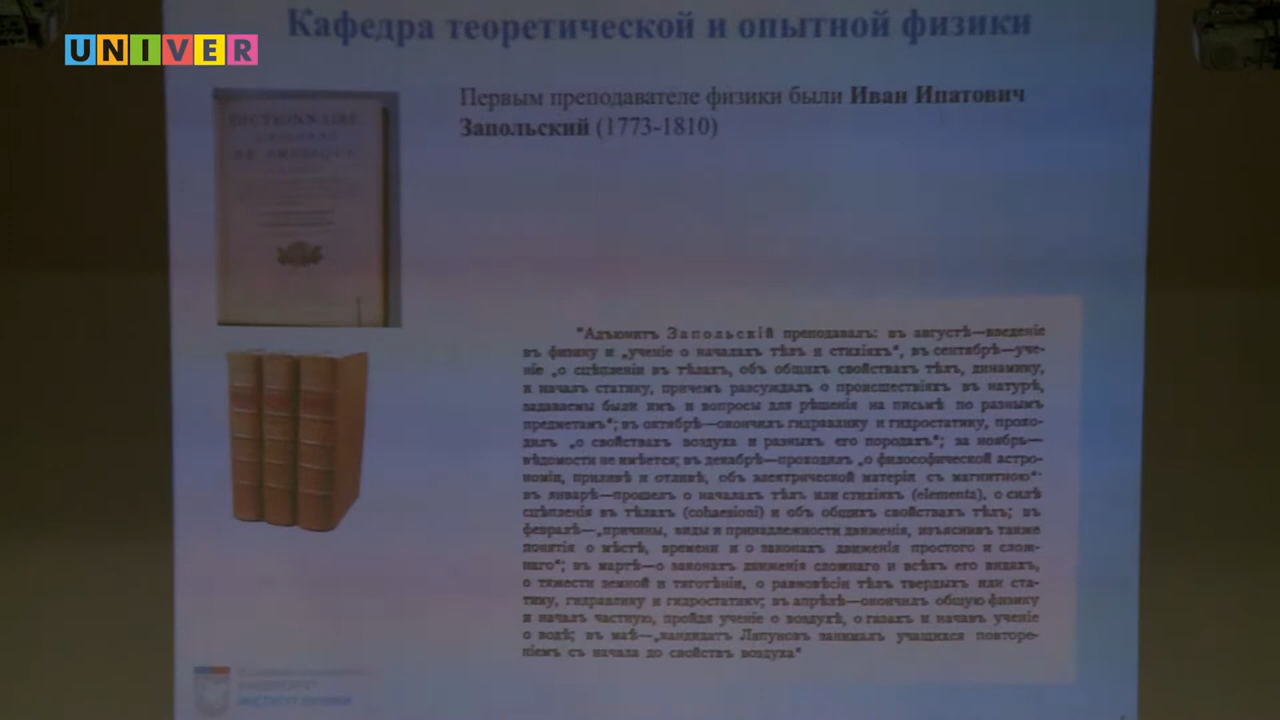 UNIVER
Кафедра теоретической и опытной физики
Первым преподавателе физики были Иван Ипатович
Запольский (1773-1810)
DICTIONNAIRE
DE PHYSIQUE
"Адъюнктъ Запольскій преподавалъ: въ августѣ—введеніе
въ физику и „ученіе о началахъ тѣлъ и стихіяхъ“, въ сентябрѣ—уче-
ніе „о сцѣпленіи въ тѣлахъ, объ общихъ свойствахъ тѣлъ, динамику,
и началъ статику, причемъ разсуждалъ о происшествіяхъ въ натурѣ,
задаваемы были имъ и вопросы для рѣшенія на письмѣ по разнымъ
предметамъ“; въ октябрѣ—окончилъ гидравлику и гидростатику, прохо-
дилъ „о свойствахъ воздуха и разныхъ его породахъ“; за ноябрь—
вѣдомости не имѣется; въ декабрѣ—проходилъ „о философической астро-
номіи, приливѣ и отливѣ, объ электрической матеріи съ магнитною“
въ январѣ—прошелъ о началахъ тѣлъ или стихіяхъ (elementa), о силѣ
сцѣпленія въ тѣлахъ (cohaesioni) и объ общихъ свойствахъ тѣлъ; въ
февралѣ—„причины, виды и принадлежности движенія, изъяснивъ также
понятія о мѣстѣ, времени и о законахъ движенія простого и слож-
наго“; въ мартѣ—о законахъ движенія сложнаго и всѣхъ его видахъ,
о тяжести земной и тяготѣніи, о равновѣсіи тѣлъ твердыхъ или ста-
тику, гидравлику и гидростатику; въ апрѣлѣ—окончилъ общую физику
и началъ частную, пройдя ученіе о воздухѣ, о газахъ и начавъ ученіе
о водѣ; въ маѣ—„кандидатъ Лапуновъ занималъ учащихся повторе-
ніемъ съ начала до свойствъ воздуха“
УНИВЕРСИТЕТ
ИНСТИТУТ ФИЗИКИ